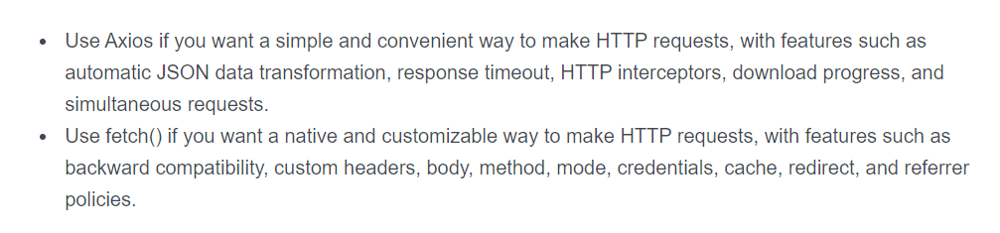 • Use Axios if you want a simple and convenient way to make HTTP requests, with features such as
automatic JSON data transformation, response timeout, HTTP interceptors, download progress, and
simultaneous requests.
• Use fetch() if you want a native and customizable way to make HTTP requests, with features such as
backward compatibility, custom headers, body, method, mode, credentials, cache, redirect, and referrer
policies.